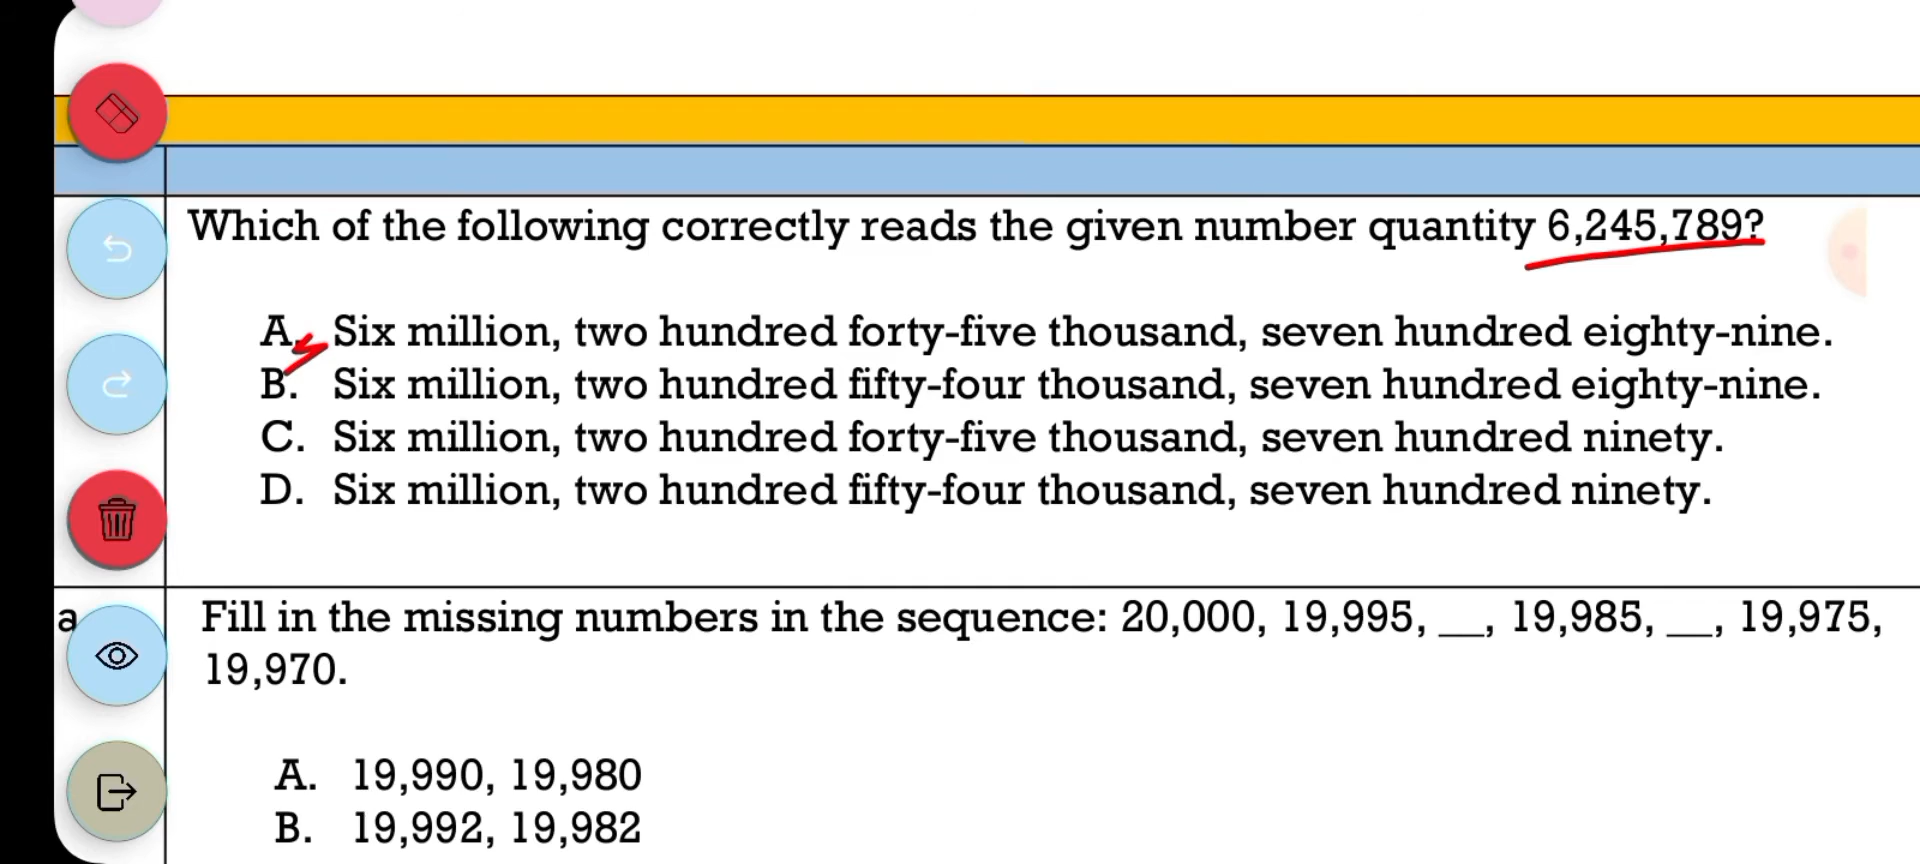 Which of the following correctly reads the given number quantity 6,245,789?
A. Six million, two hundred forty-five thousand, seven hundred eighty-nine.
B. Six million, two hundred fifty-four thousand, seven hundred eighty-nine.
C. Six million, two hundred forty-five thousand, seven hundred ninety.
D. Six million, two hundred fifty-four thousand, seven hundred ninety.
a
Fill in the missing numbers in the sequence: 20,000, 19,995, __, 19,985, __, 19,975,
19,970.
A. 19,990, 19,980
B. 19,992, 19,982